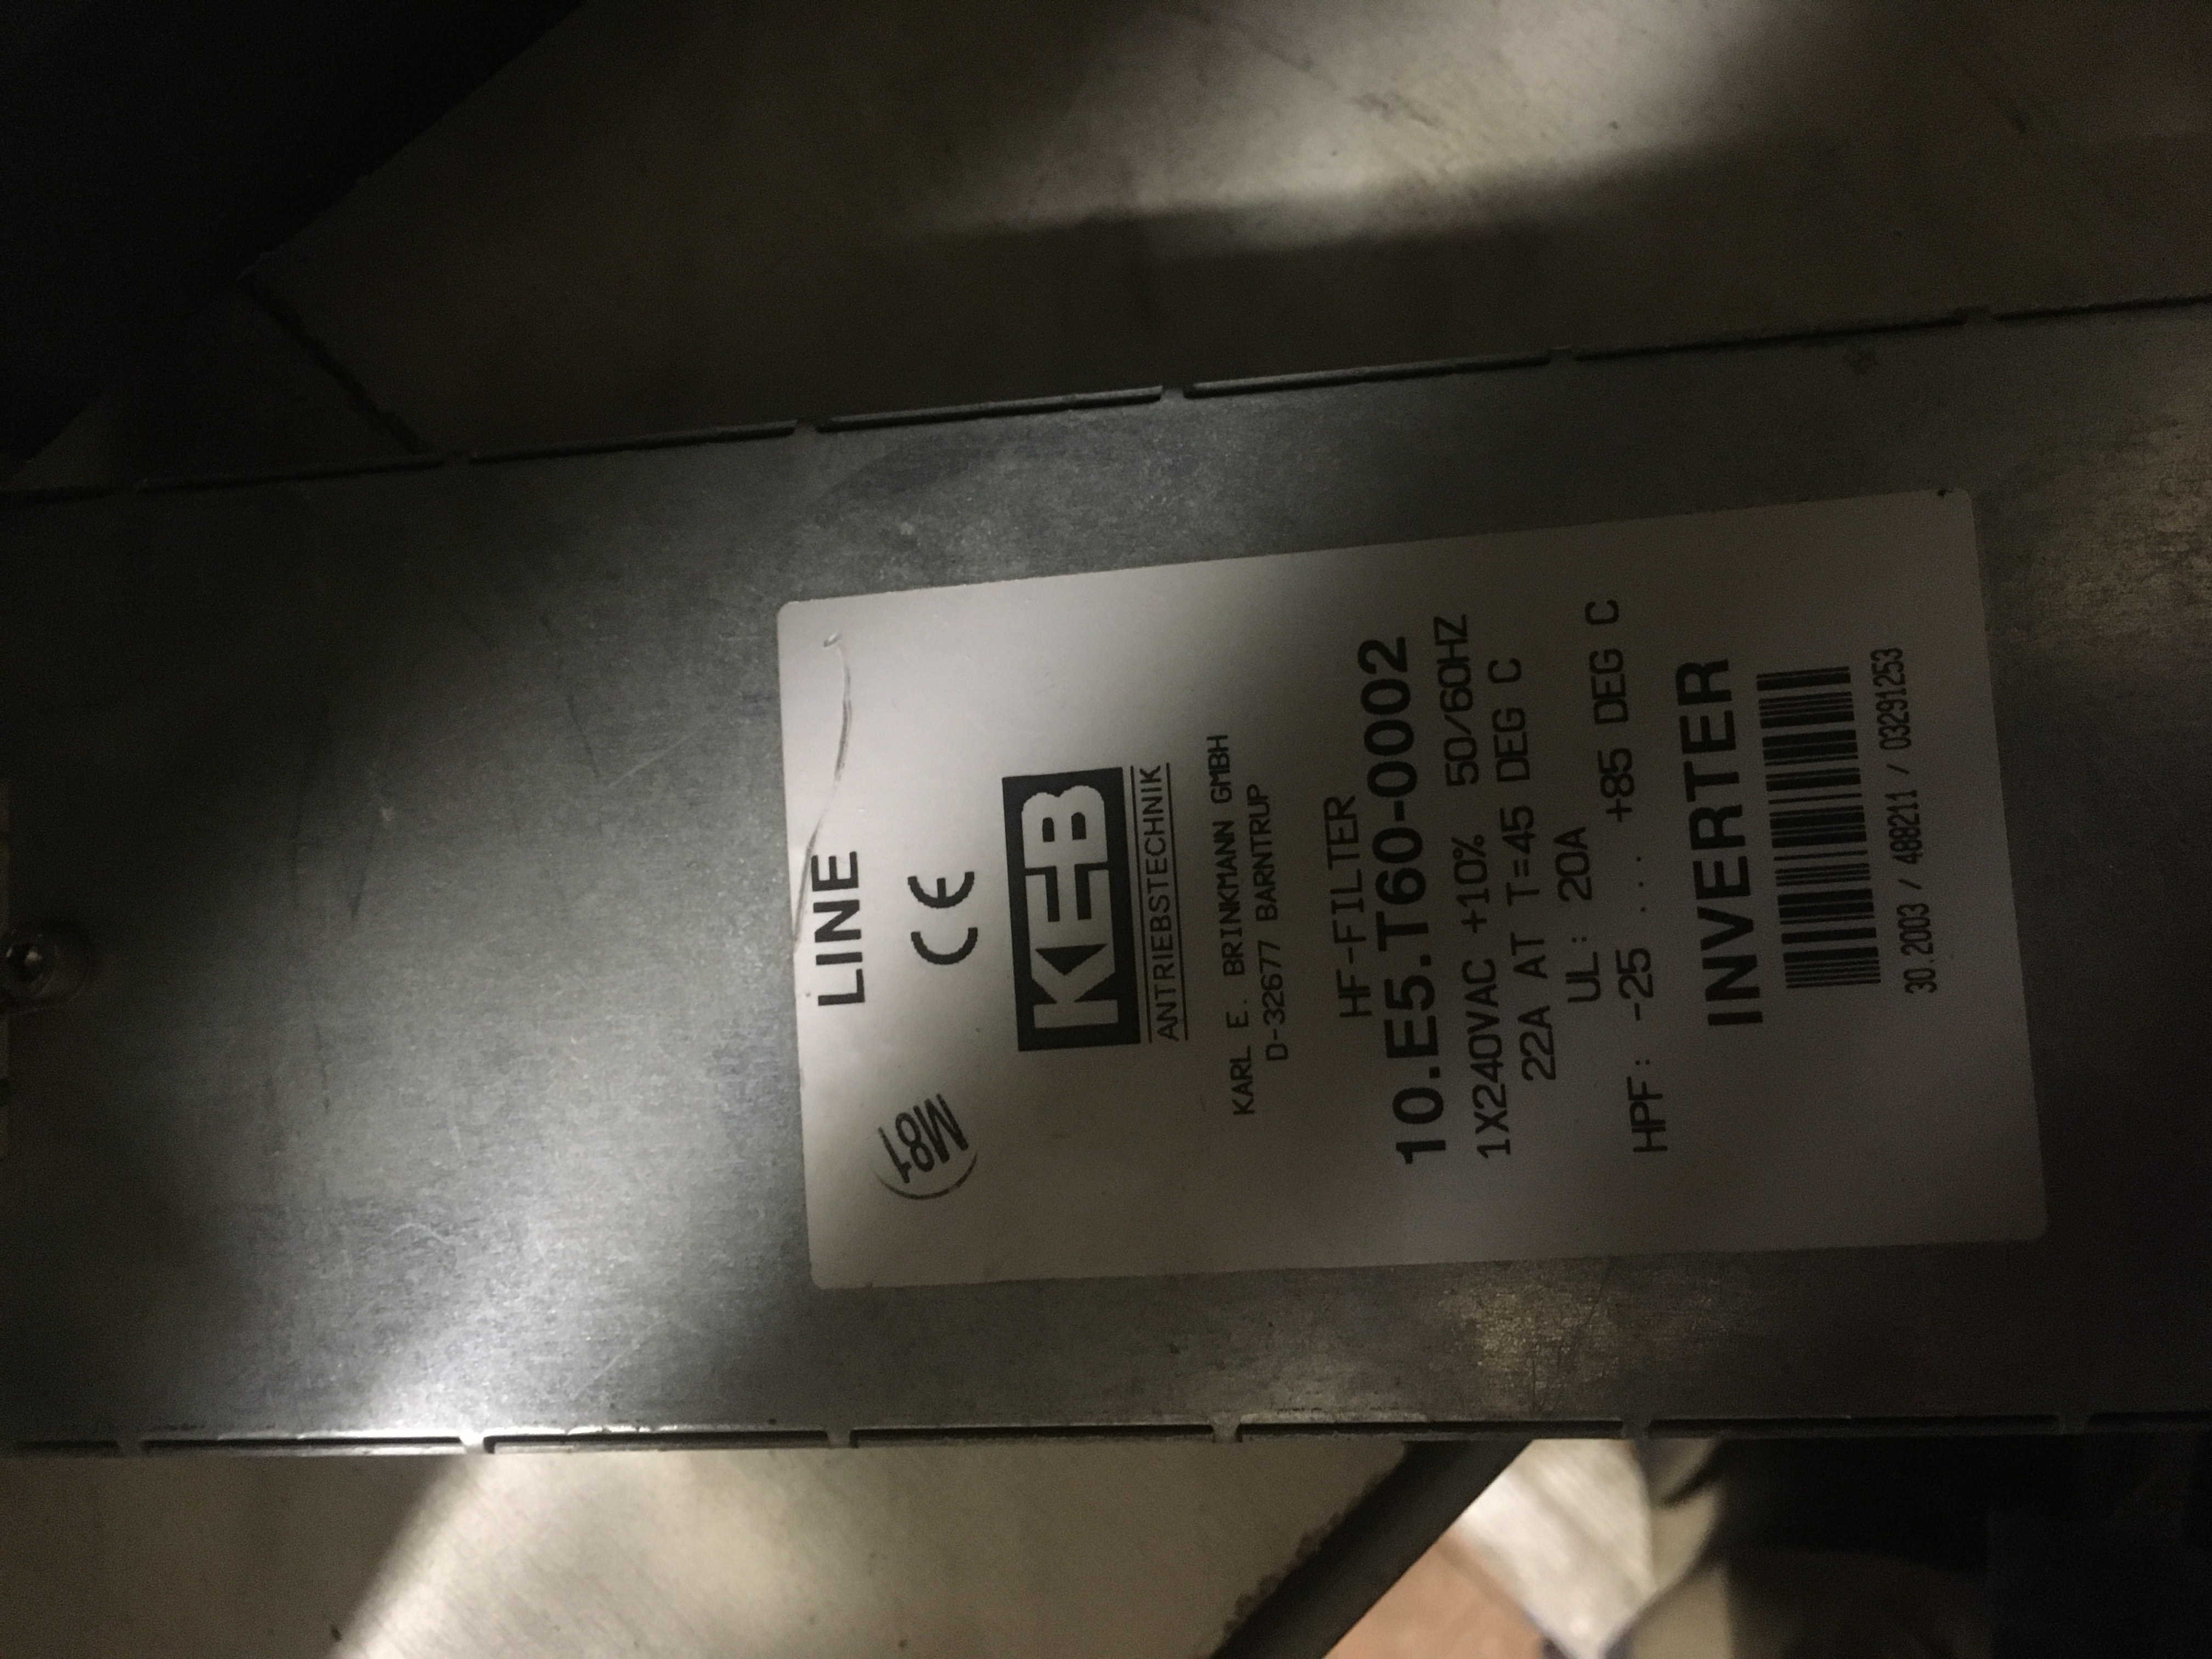 LINE
CE
M81
KEB
ANTRIEBSTECHNIK
KARL E. BRINKMANN GMBH
D-32677 BARNTRUP
HF-FILTER
10.E5.T60-0002
1X240VAC +10% 50/60HZ
22A AT T=45 DEG C
UL: 20A
HPF: -25 .... +85 DEG C
INVERTER
30.2003 / 488211 / 03291253